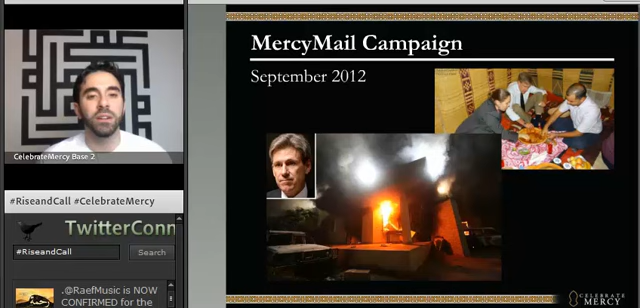 CelebrateMercy Base 2
#RiseandCall #CelebrateMercy
TwitterConn
#RiseandCall
Search
.@RaefMusic is NOW
CONFIRMED for the
MercyMail Campaign
September 2012
CELEBRATE
MERCY